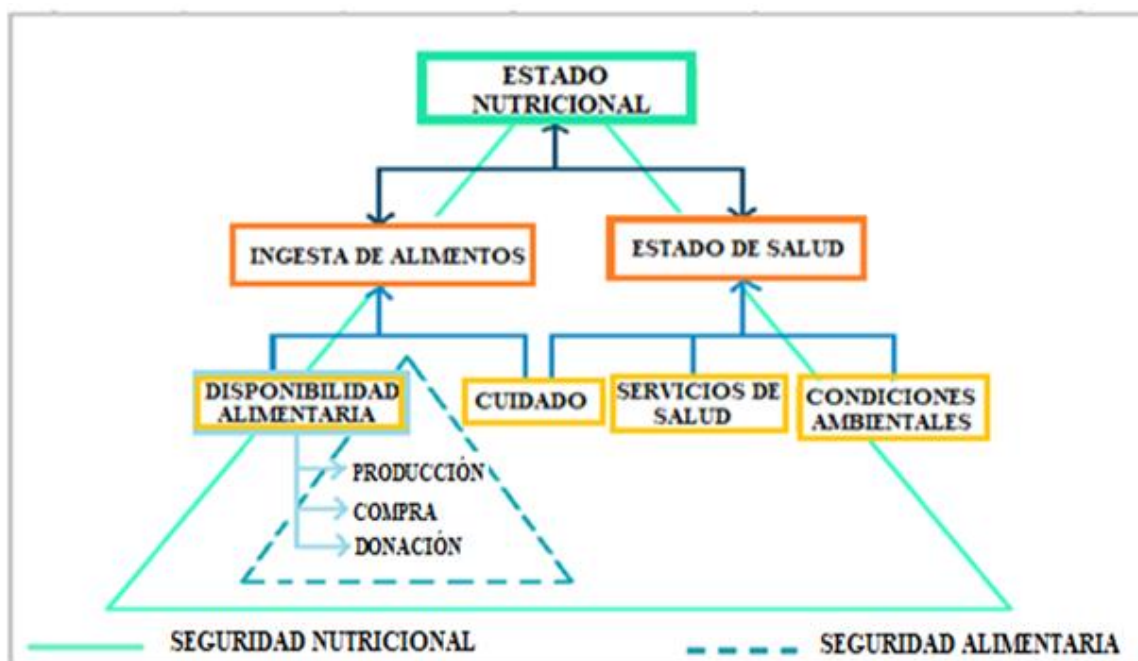 ESTADO
NUTRICIONAL
INGESTA DE ALIMENTOS
ESTADO DE SALUD
DISPONIBILIDAD
ALIMENTARIA
CUIDADO
SERVICIOS DE
SALUD
CONDICIONES
AMBIENTALES
PRODUCCIÓN
COMPRA
DONACIÓN
SEGURIDAD NUTRICIONAL
SEGURIDAD ALIMENTARIA